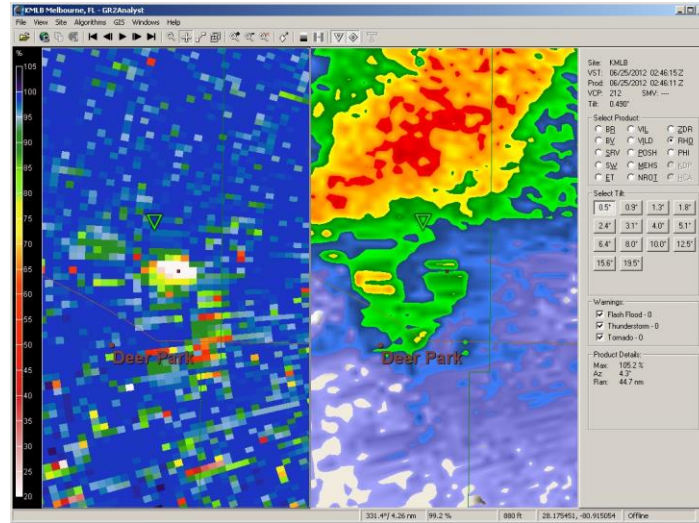 KMLB Melbourne, FL - GR2Analyst
File View Site Algorithms GIS Windows Help
%
105
100
95
90
85
80
75
70
65
60
55
50
45
40
35
30
25
20
Deer Park
Deer Park
Site: KMLB
VST: 06/25/2012 02:46:15 Z
Prod: 06/25/2012 02:46:11 Z
VCP: 212 SMV: ---
Tilt: 0.490°
Select Product:
BR VIL ZDR
BV VILD RHO
SRV POSH PHI
SW MEHS KDP
ET NROT HCA
Select Tilt
0.5° 0.9° 1.3° 1.8°
2.4° 3.1° 4.0° 5.1°
6.4° 8.0° 10.0° 12.5°
15.6° 19.5°
Warnings:
Flash Flood - 0
Thunderstorm - 0
Tornado - 0
Product Details:
Max: 105.2 %
Az: 4.3°
Ran: 44.7 nm
331.4°/ 4.26 nm 99.2 % 880 ft 28.175451, -80.915054 Offline